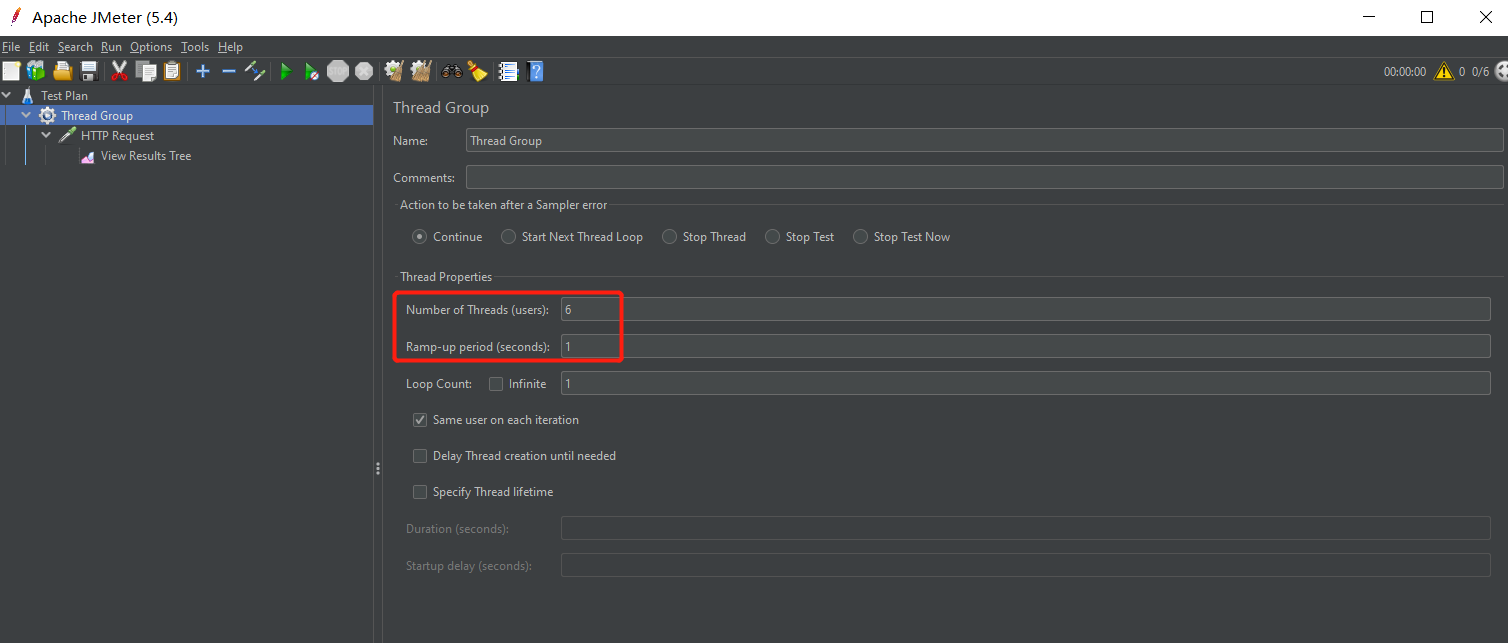 Apache JMeter (5.4)
File Edit Search Run Options Tools Help
STOP 00:00:00 0 0/6
Test Plan
Thread Group
HTTP Request
View Results Tree
Thread Group
Name: Thread Group
Comments:
Action to be taken after a Sampler error
Continue Start Next Thread Loop Stop Thread Stop Test Stop Test Now
Thread Properties
Number of Threads (users): 6
Ramp-up period (seconds): 1
Loop Count: Infinite 1
Same user on each iteration
Delay Thread creation until needed
Specify Thread lifetime
Duration (seconds):
Startup delay (seconds):